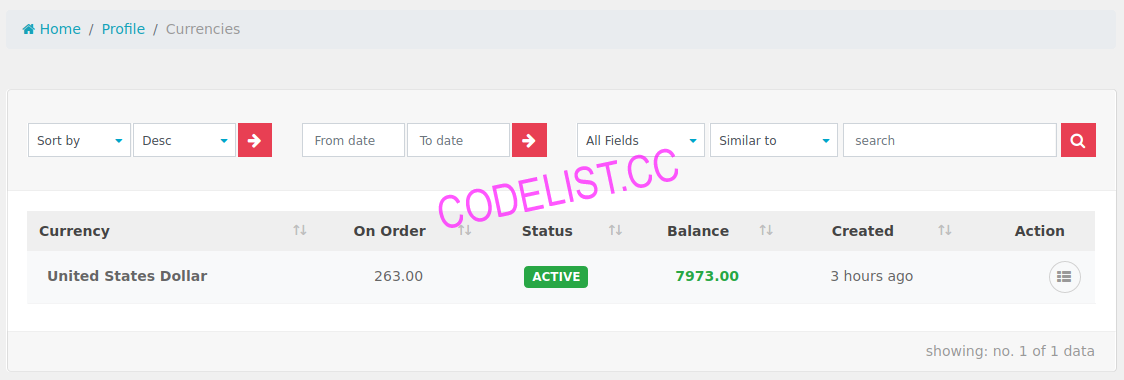 Home / Profile / Currencies
Sort by Desc From date To date All Fields Similar to search
CODELIST.CC
Currency On Order Status Balance Created Action
United States Dollar 263.00 ACTIVE 7973.00 3 hours ago
showing: no. 1 of 1 data